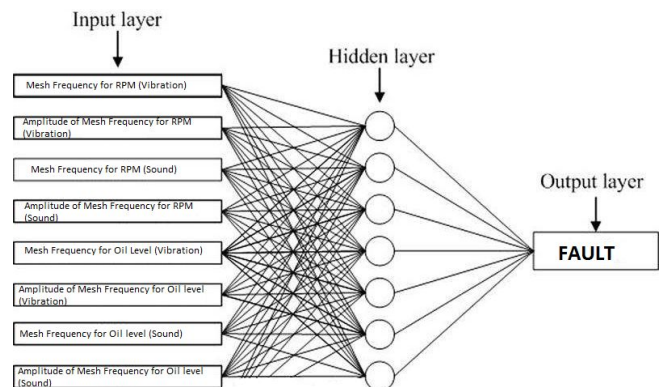 Input layer
Hidden layer
Output layer
Mesh Frequency for RPM (Vibration)
Amplitude of Mesh Frequency for RPM
(Vibration)
Mesh Frequency for RPM (Sound)
Amplitude of Mesh Frequency for RPM
(Sound)
Mesh Frequency for Oil Level (Vibration)
Amplitude of Mesh Frequency for Oil level
(Vibration)
Mesh Frequency for Oil level (Sound)
Amplitude of Mesh Frequency for Oil level
(Sound)
FAULT